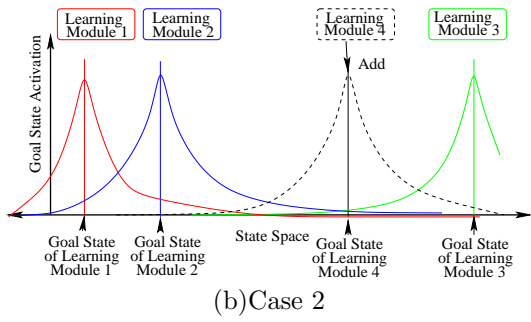 Learning
Module 1
Learning
Module 2
Learning
Module 4
Learning
Module 3
Add
Goal State Activation
State Space
Goal State
of Learning
Module 1
Goal State
of Learning
Module 2
Goal State
of Learning
Module 4
Goal State
of Learning
Module 3
(b)Case 2